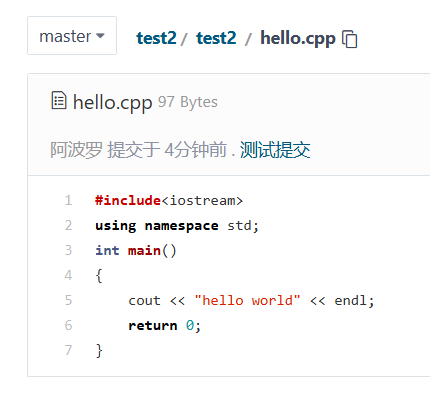 master test2 / test2 / hello.cpp
hello.cpp 97 Bytes
阿波罗 提交于 4分钟前 . 测试提交
1 #include<iostream>
2 using namespace std;
3 int main()
4 {
5     cout << "hello world" << endl;
6     return 0;
7 }